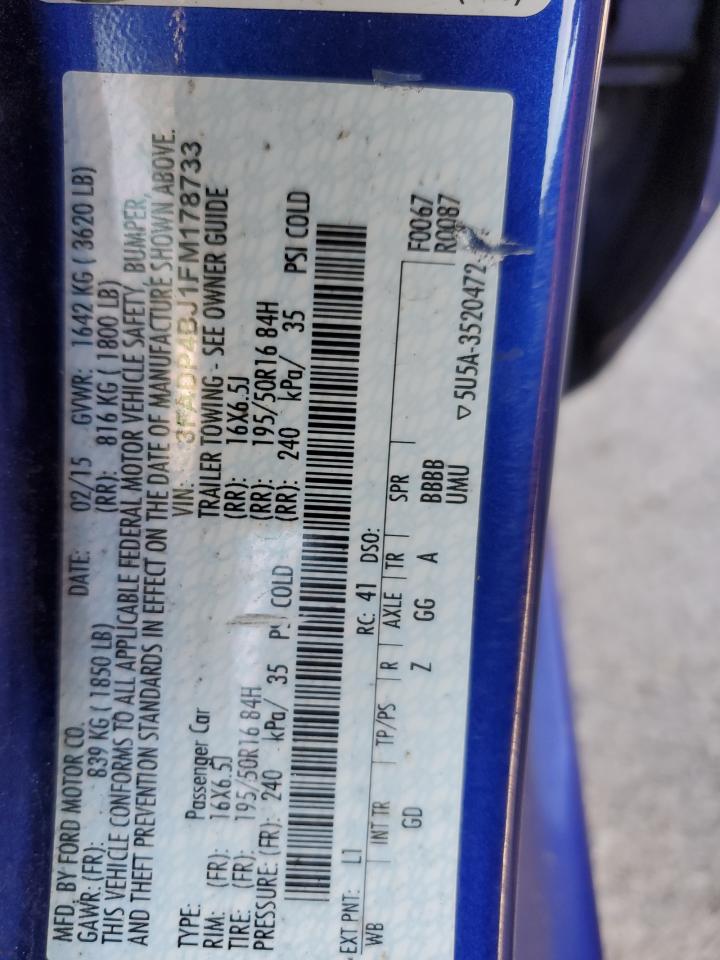 MFD. BY FORD MOTOR CO. DATE: 02/15 GVWR: 1642 KG ( 3620 LB)
GAWR: (FR): 839 KG ( 1850 LB) (RR): 816 KG ( 1800 LB)
THIS VEHICLE CONFORMS TO ALL APPLICABLE FEDERAL MOTOR VEHICLE SAFETY, BUMPER,
AND THEFT PREVENTION STANDARDS IN EFFECT ON THE DATE OF MANUFACTURE SHOWN ABOVE.
VIN: 3FADP4BJ1FM178733
TYPE: Passenger Car TRAILER TOWING - SEE OWNER GUIDE
RIM: (FR): 16X6.5J (RR): 16X6.5J
TIRE: (FR): 195/50R16 84H (RR): 195/50R16 84H
PRESSURE: (FR): 240 kPa/ 35 PSI COLD (RR): 240 kPa/ 35 PSI COLD
EXT PNT: L1 RC: 41 DSO:
WB INT TR TP/PS R AXLE TR SPR F0067
GD Z GG A BBBB R0087
UMU ▽5U5A-3520472-